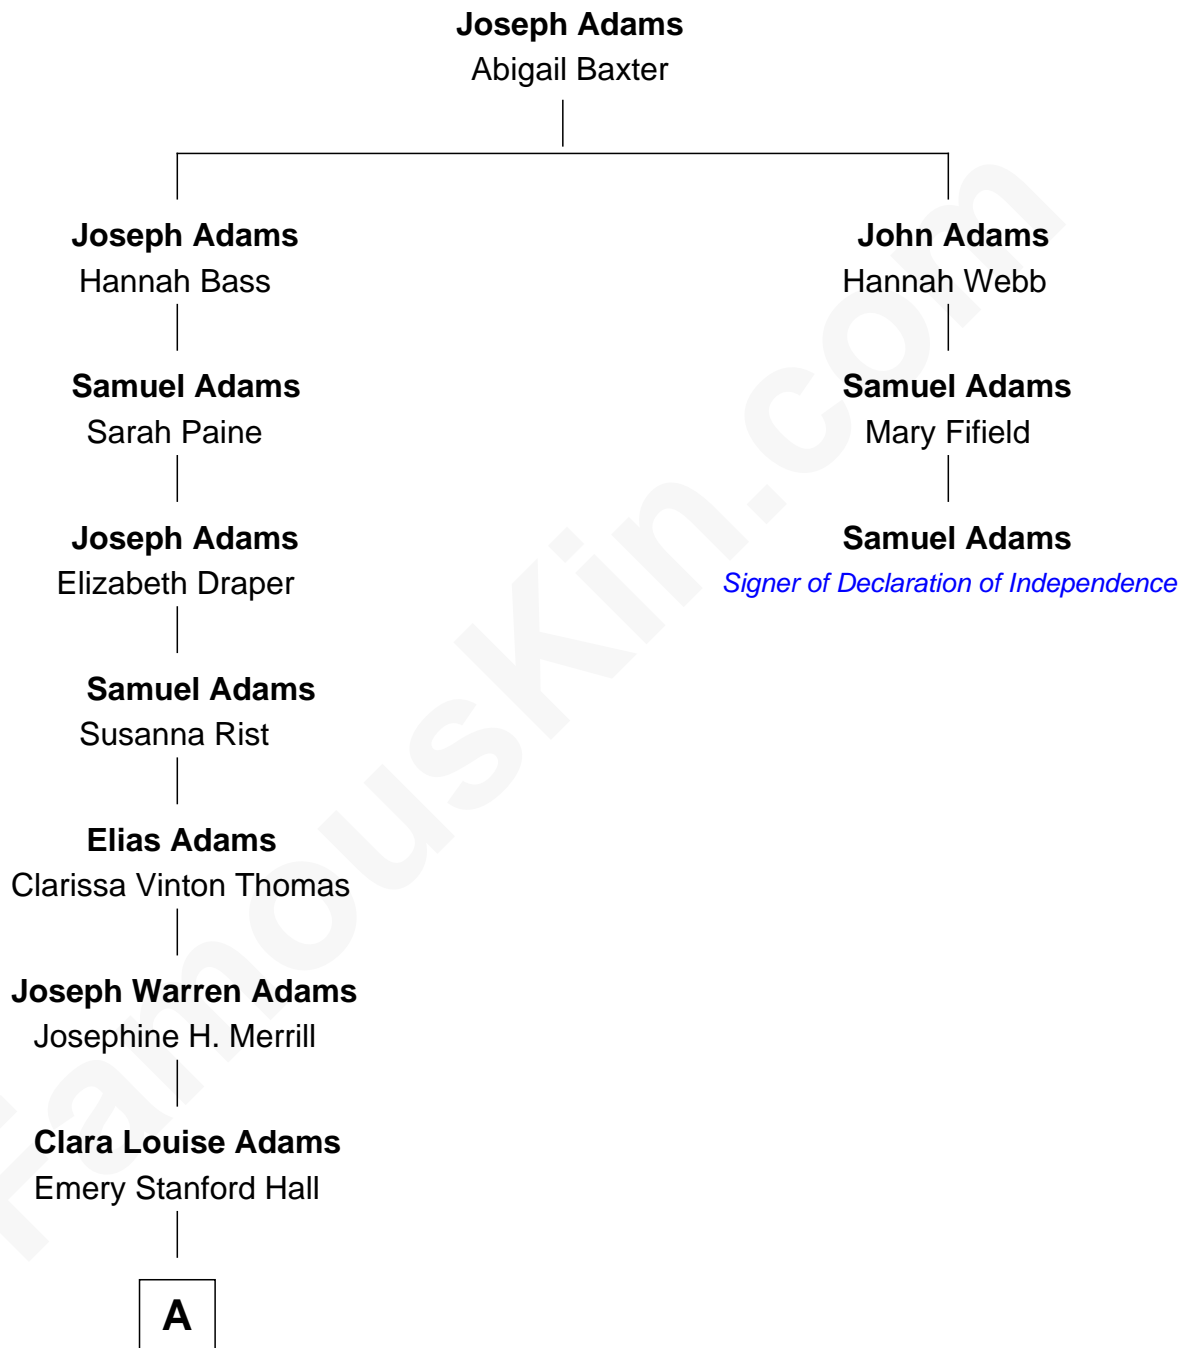 Joseph Adams
Abigail Baxter
Joseph Adams
Hannah Bass
Samuel Adams
Sarah Paine
Joseph Adams
Elizabeth Draper
Samuel Adams
Susanna Rist
Elias Adams
Clarissa Vinton Thomas
Joseph Warren Adams
Josephine H. Merrill
Clara Louise Adams
Emery Stanford Hall
A
John Adams
Hannah Webb
Samuel Adams
Mary Fifield
Samuel Adams
Signer of Declaration of Independence
FamousKin.com